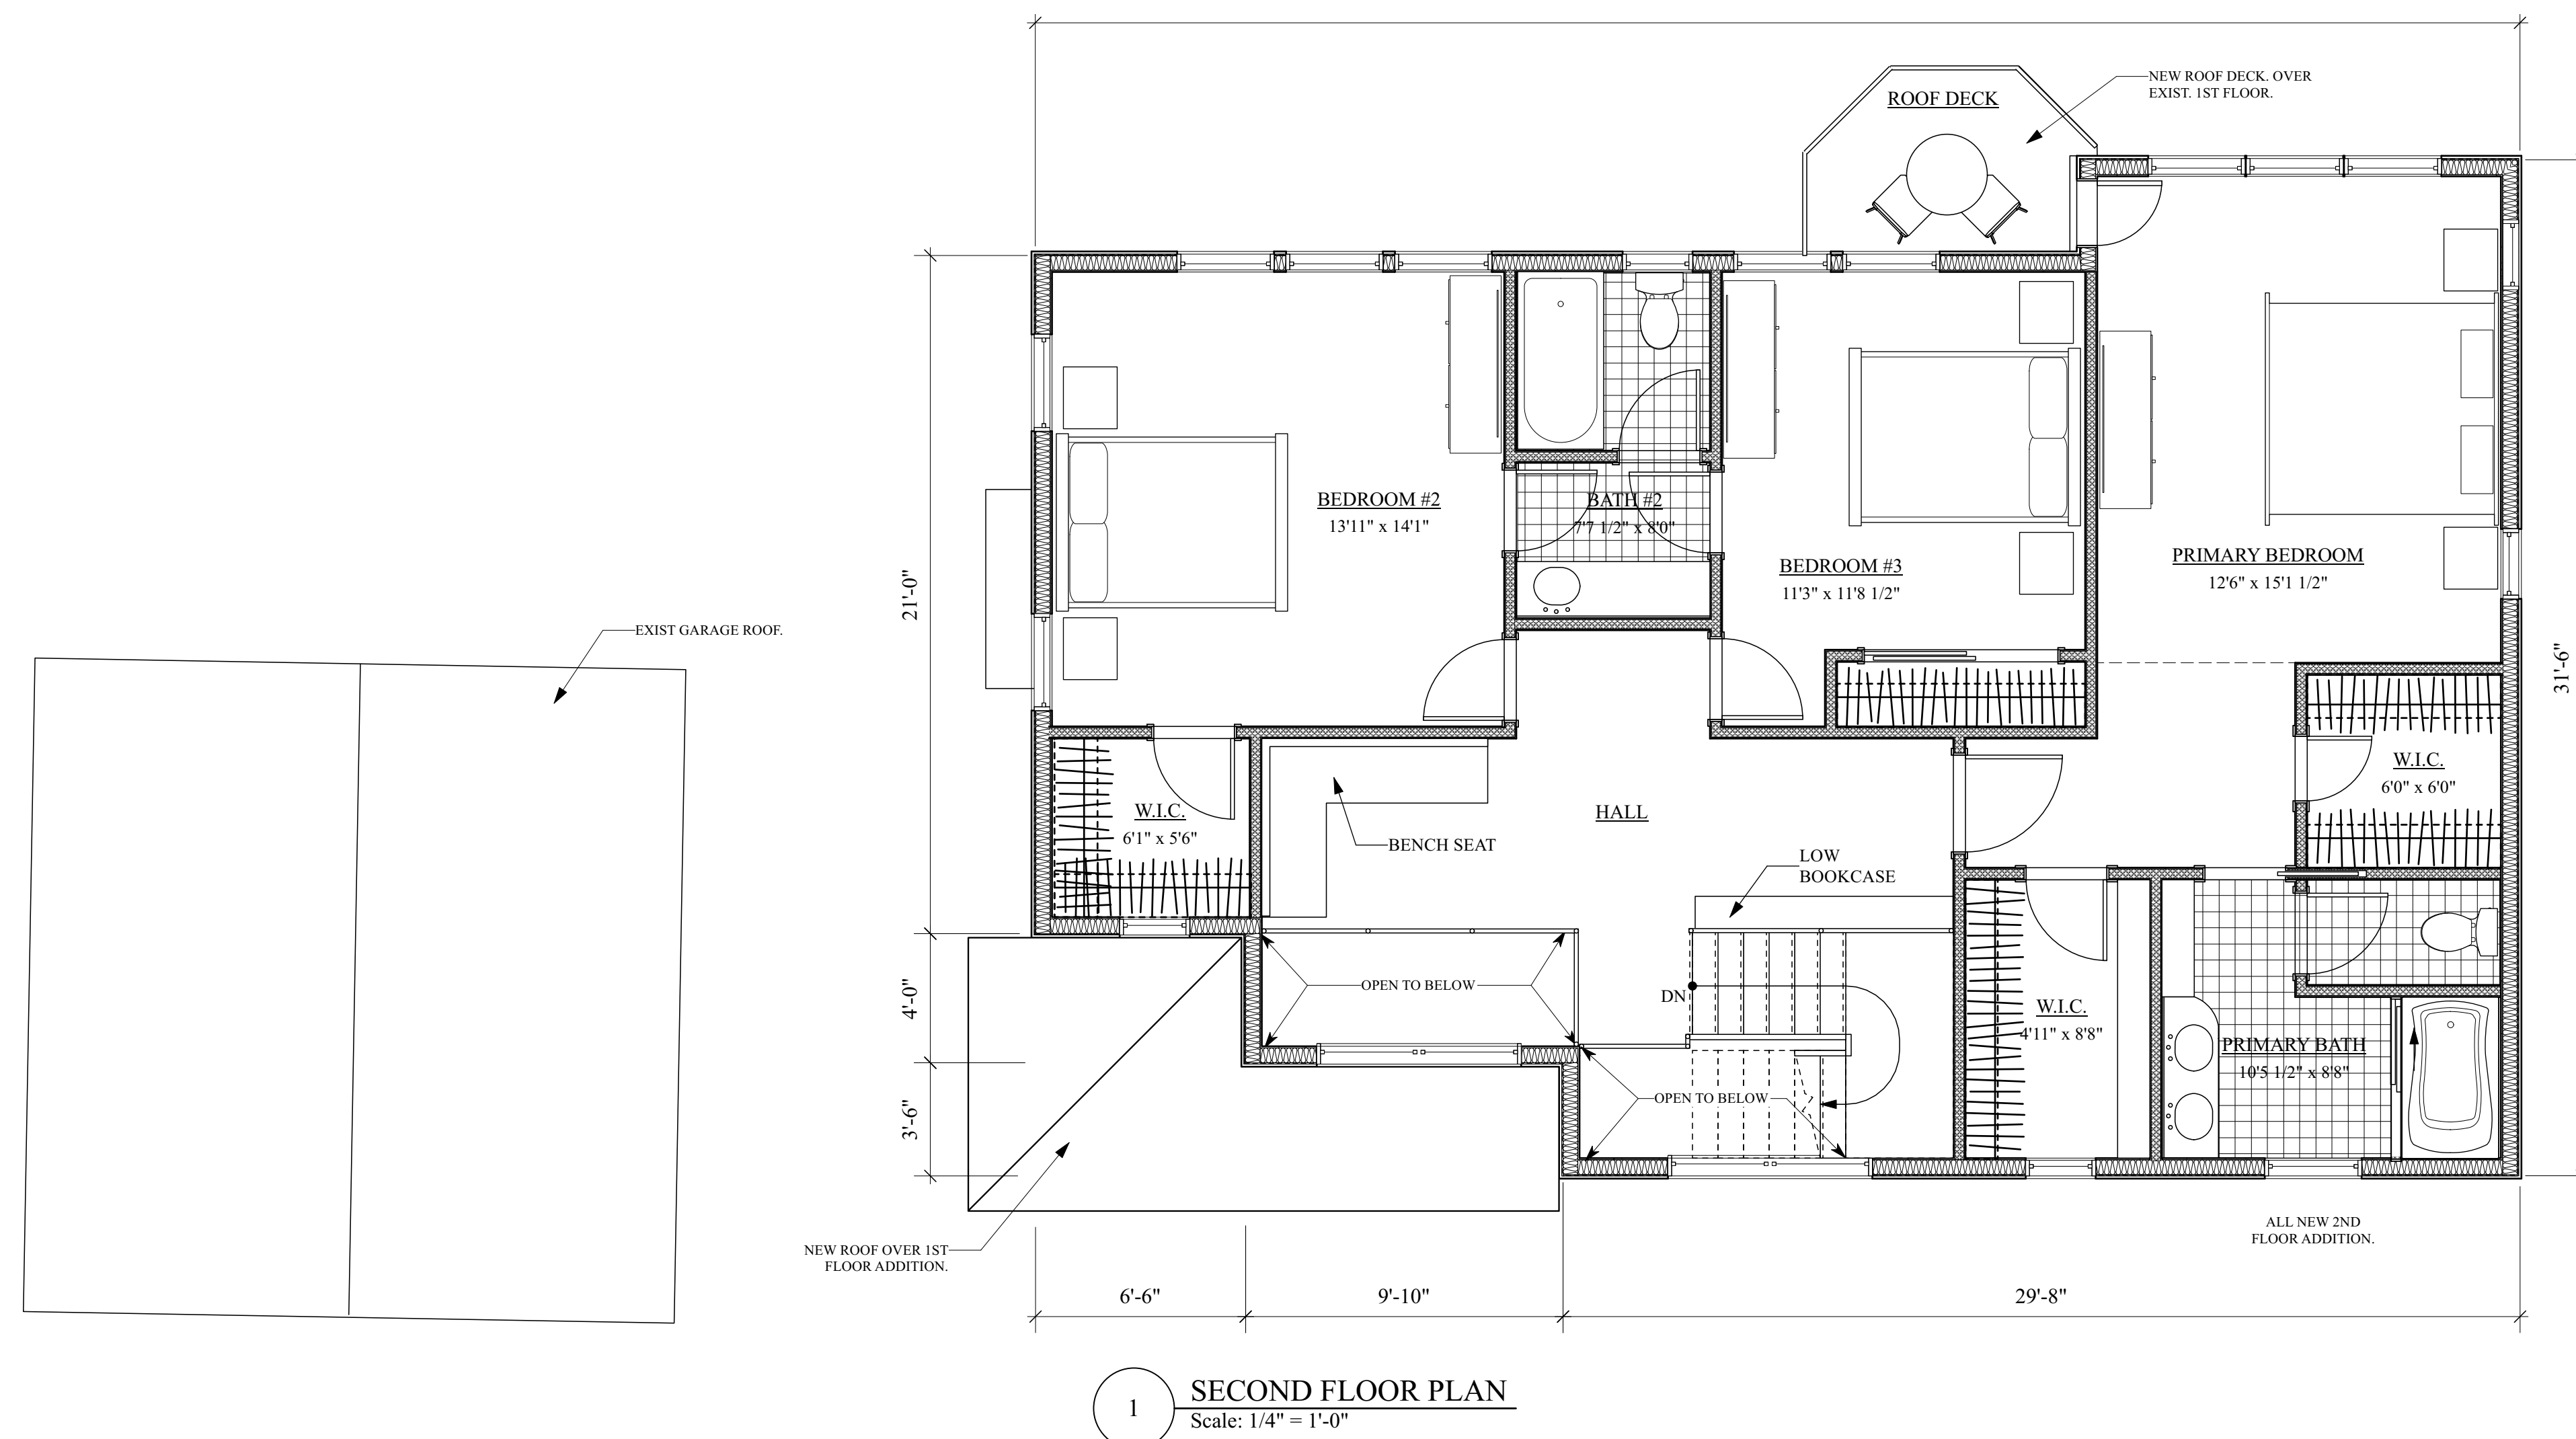 ROOF DECK
NEW ROOF DECK. OVER
EXIST. 1ST FLOOR.
BEDROOM #2
13'11" x 14'1"
BATH #2
7'7 1/2" x 8'0"
BEDROOM #3
11'3" x 11'8 1/2"
PRIMARY BEDROOM
12'6" x 15'1 1/2"
21'-0"
31'-6"
EXIST GARAGE ROOF.
W.I.C.
6'1" x 5'6"
BENCH SEAT
HALL
LOW
BOOKCASE
W.I.C.
6'0" x 6'0"
OPEN TO BELOW
DN
4'-0"
W.I.C.
4'11" x 8'8"
PRIMARY BATH
10'5 1/2" x 8'8"
OPEN TO BELOW
3'-6"
NEW ROOF OVER 1ST
FLOOR ADDITION.
ALL NEW 2ND
FLOOR ADDITION.
6'-6"
9'-10"
29'-8"
1
SECOND FLOOR PLAN
Scale: 1/4" = 1'-0"